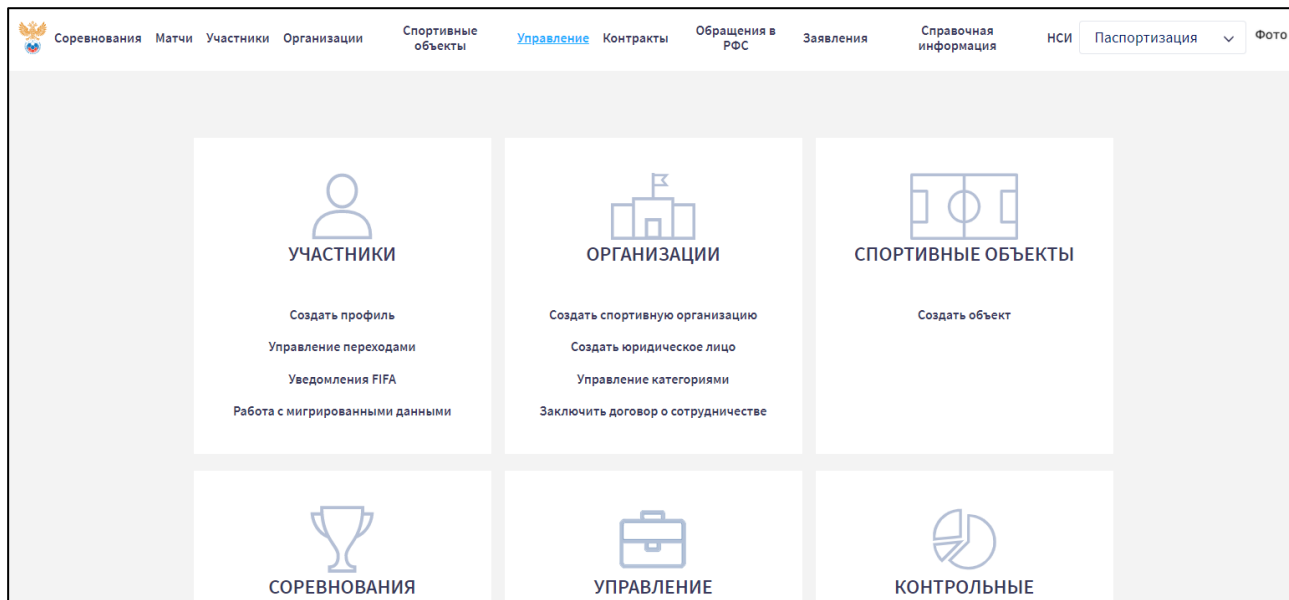 Соревнования Матчи Участники Организации Спортивные объекты Управление Контракты Обращения в РФС Заявления Справочная информация НСИ Паспортизация Фото
УЧАСТНИКИ
Создать профиль
Управление переходами
Уведомления FIFA
Работа с мигрированными данными
ОРГАНИЗАЦИИ
Создать спортивную организацию
Создать юридическое лицо
Управление категориями
Заключить договор о сотрудничестве
СПОРТИВНЫЕ ОБЪЕКТЫ
Создать объект
СОРЕВНОВАНИЯ
УПРАВЛЕНИЕ
КОНТРОЛЬНЫЕ